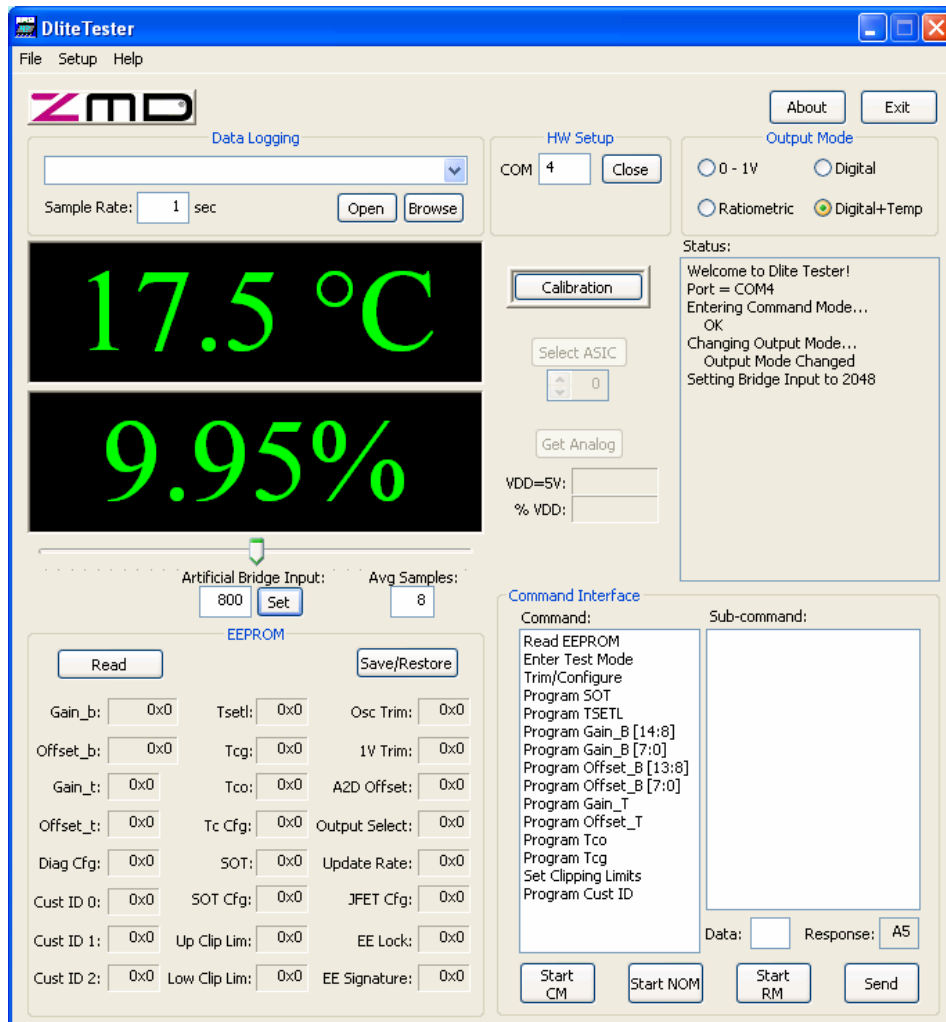 DliteTester
File Setup Help
ZMD
About Exit
Data Logging
Sample Rate: 1 sec
Open Browse
HW Setup
COM 4 Close
Output Mode
0 - 1V Digital
Ratiometric Digital+Temp
17.5 °C
9.95%
Calibration
Select ASIC
0
Get Analog
VDD=5V:
% VDD:
Status:
Welcome to Dlite Tester!
Port = COM4
Entering Command Mode...
OK
Changing Output Mode...
Output Mode Changed
Setting Bridge Input to 2048
Artificial Bridge Input: Avg Samples:
800 Set 8
EEPROM
Read Save/Restore
Gain_b: 0x0 Tsetl: 0x0 Osc Trim: 0x0
Offset_b: 0x0 Tcg: 0x0 1V Trim: 0x0
Gain_t: 0x0 Tco: 0x0 A2D Offset: 0x0
Offset_t: 0x0 Tc Cfg: 0x0 Output Select: 0x0
Diag Cfg: 0x0 SOT: 0x0 Update Rate: 0x0
Cust ID 0: 0x0 SOT Cfg: 0x0 JFET Cfg: 0x0
Cust ID 1: 0x0 Up Clip Lim: 0x0 EE Lock: 0x0
Cust ID 2: 0x0 Low Clip Lim: 0x0 EE Signature: 0x0
Command Interface
Command: Sub-command:
Read EEPROM
Enter Test Mode
Trim/Configure
Program SOT
Program TSETL
Program Gain_B [14:8]
Program Gain_B [7:0]
Program Offset_B [13:8]
Program Offset_B [7:0]
Program Gain_T
Program Offset_T
Program Tco
Program Tcg
Set Clipping Limits
Program Cust ID
Data: Response: A5
Start CM Start NOM Start RM Send